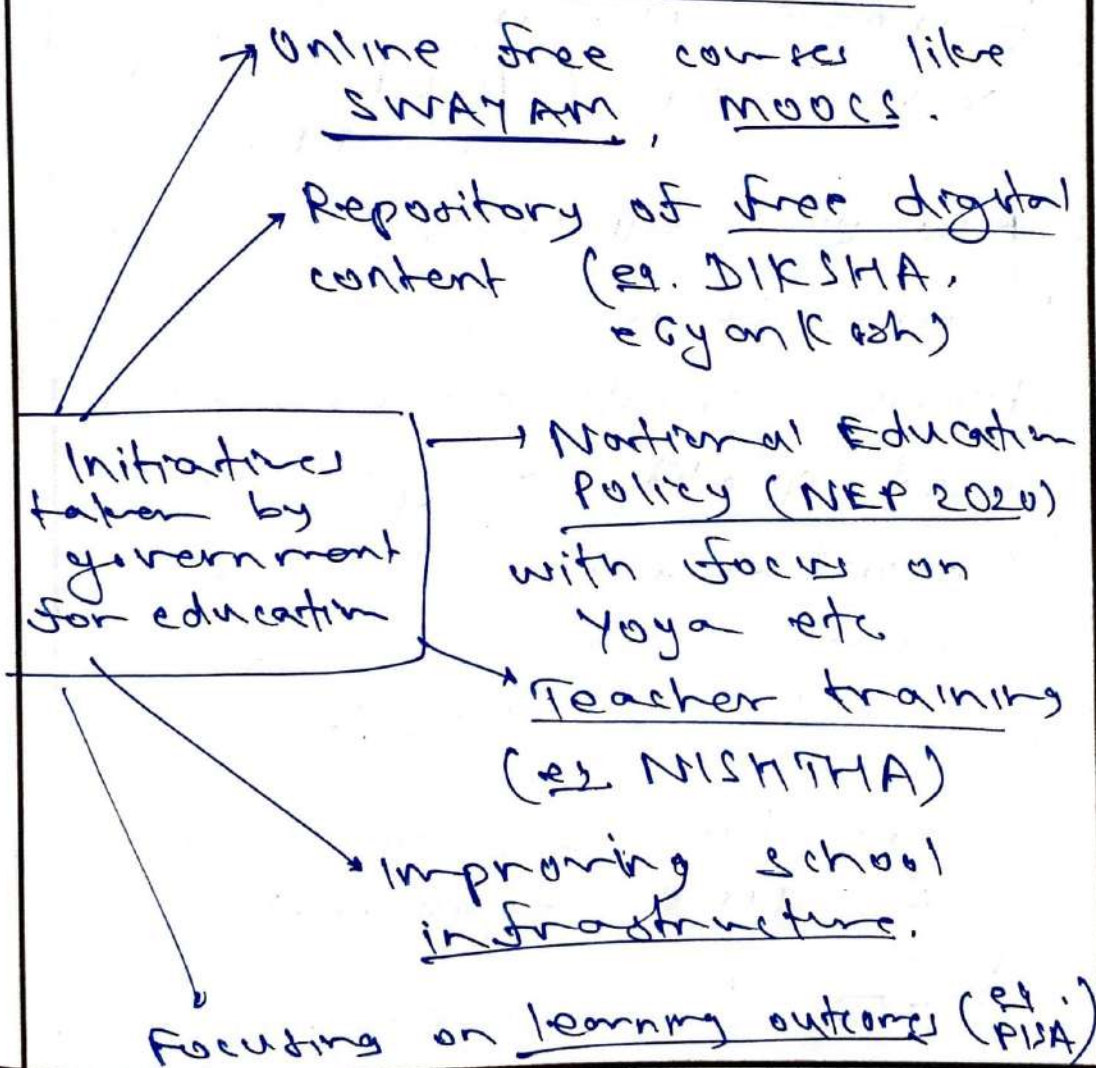 Online free courses like
SWAYAM, MOOCS.
Repository of free digital
content (eg. DIKSHA,
eGyanKosh)
Initiatives
taken by
government
for education
National Education
Policy (NEP 2020)
with focus on
Yoga etc
Teacher training
(eg. NISHTHA)
Improving school
infrastructure.
Focusing on learning outcomes (eg. PISA)